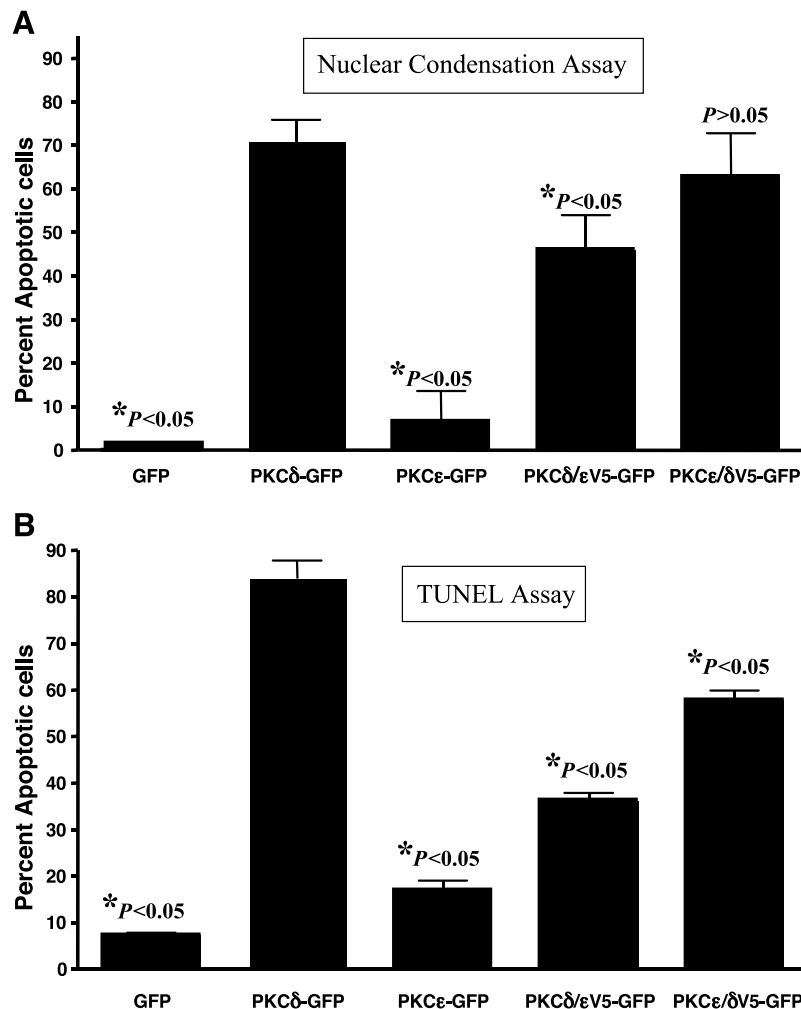 A
Nuclear Condensation Assay
Percent Apoptotic cells
90
80
70
60
50
40
30
20
10
0
*P<0.05
*P<0.05
*P<0.05
P>0.05
GFP PKCδ-GFP PKCε-GFP PKCδ/εV5-GFP PKCε/δV5-GFP
B
TUNEL Assay
Percent Apoptotic cells
90
80
70
60
50
40
30
20
10
0
*P<0.05
*P<0.05
*P<0.05
*P<0.05
GFP PKCδ-GFP PKCε-GFP PKCδ/εV5-GFP PKCε/δV5-GFP